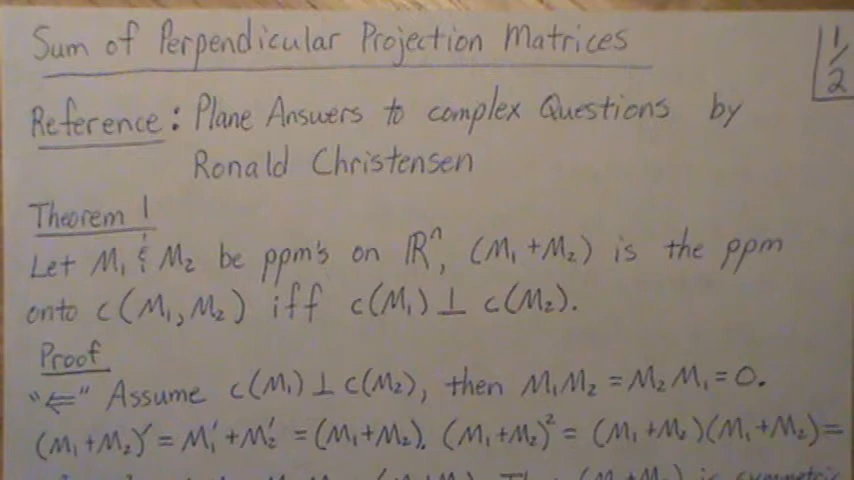 Sum of Perpendicular Projection Matrices
1/2
Reference: Plane Answers to complex Questions by
Ronald Christensen
Theorem 1
Let M₁ & M₂ be ppm's on ℝⁿ, (M₁+M₂) is the ppm
onto C(M₁,M₂) iff C(M₁) ⊥ C(M₂).
Proof
"⇐" Assume C(M₁) ⊥ C(M₂), then M₁M₂ = M₂M₁ = 0.
(M₁+M₂)' = M₁' + M₂' = (M₁+M₂). (M₁+M₂)² = (M₁+M₂)(M₁+M₂) =
is symmetric